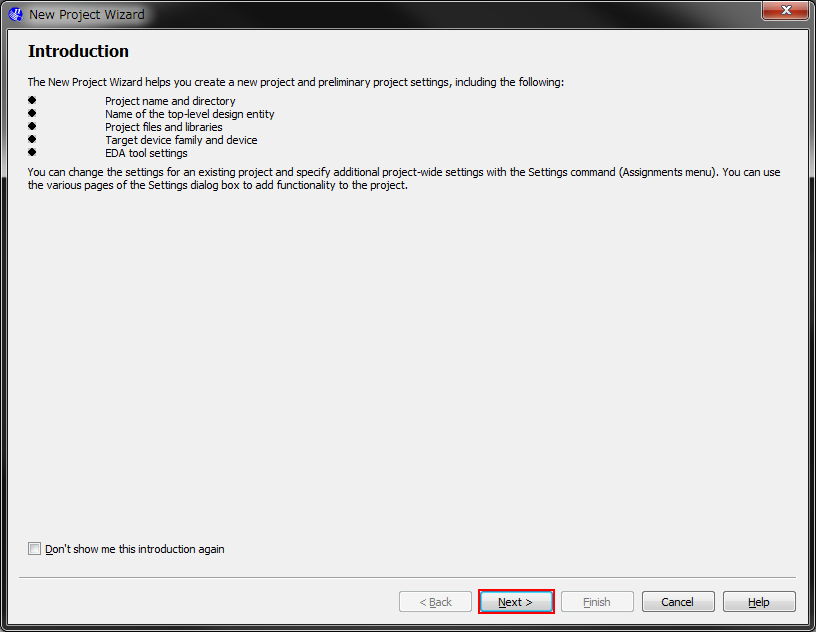 New Project Wizard
Introduction
The New Project Wizard helps you create a new project and preliminary project settings, including the following:
Project name and directory
Name of the top-level design entity
Project files and libraries
Target device family and device
EDA tool settings
You can change the settings for an existing project and specify additional project-wide settings with the Settings command (Assignments menu). You can use
the various pages of the Settings dialog box to add functionality to the project.
Don't show me this introduction again
< Back Next > Finish Cancel Help